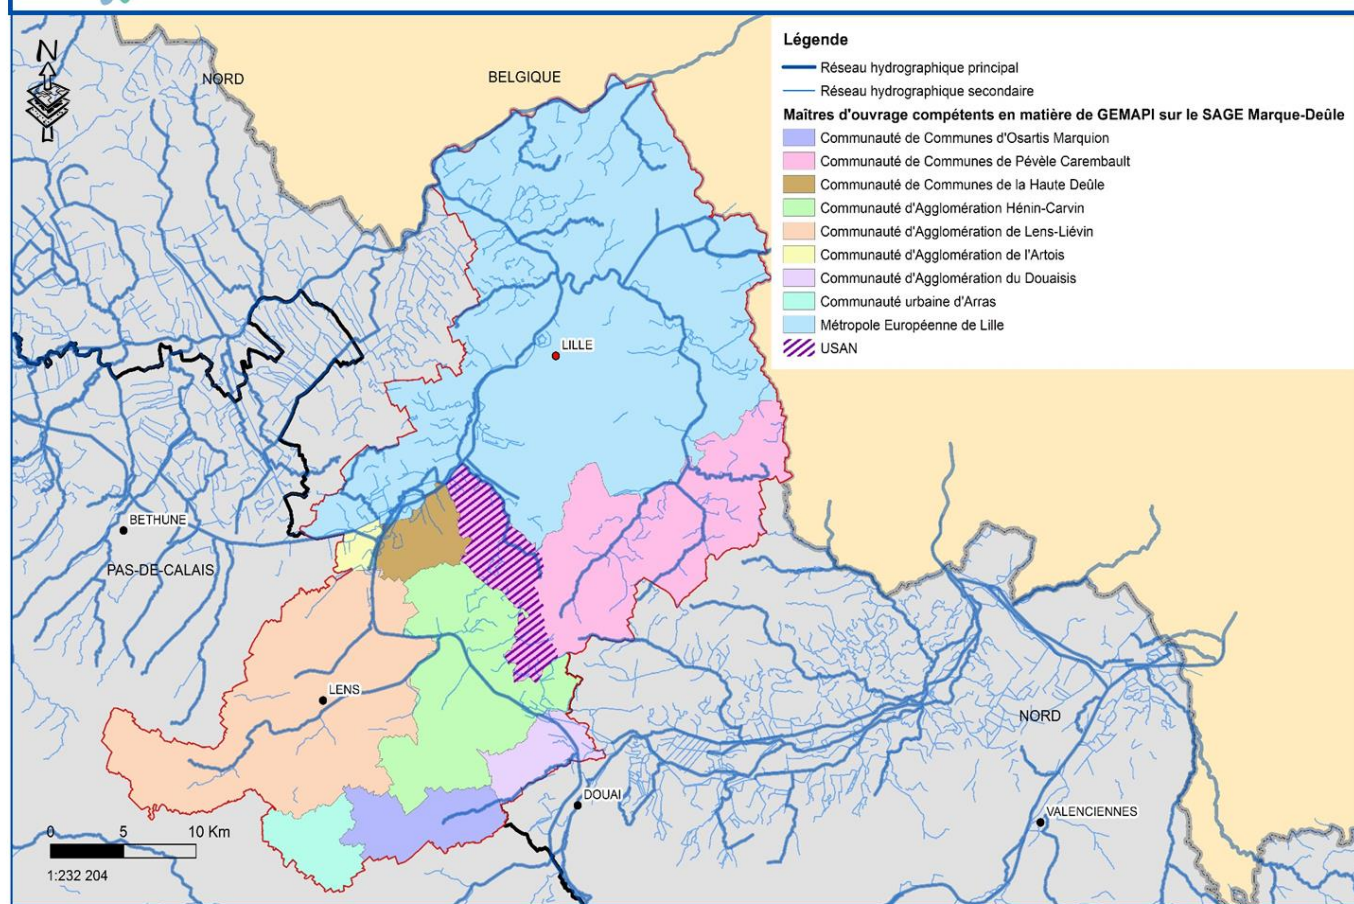 N
NORD
BELGIQUE
Légende
Réseau hydrographique principal
Réseau hydrographique secondaire
Maîtres d'ouvrage compétents en matière de GEMAPI sur le SAGE Marque-Deûle
Communauté de Communes d'Osartis Marquion
Communauté de Communes de Pévèle Carembault
Communauté de Communes de la Haute Deûle
Communauté d'Agglomération Hénin-Carvin
Communauté d'Agglomération de Lens-Liévin
Communauté d'Agglomération de l'Artois
Communauté d'Agglomération du Douaisis
Communauté urbaine d'Arras
Métropole Européenne de Lille
USAN
LILLE
BETHUNE
PAS-DE-CALAIS
LENS
NORD
DOUAI
VALENCIENNES
0 5 10 Km
1:232 204